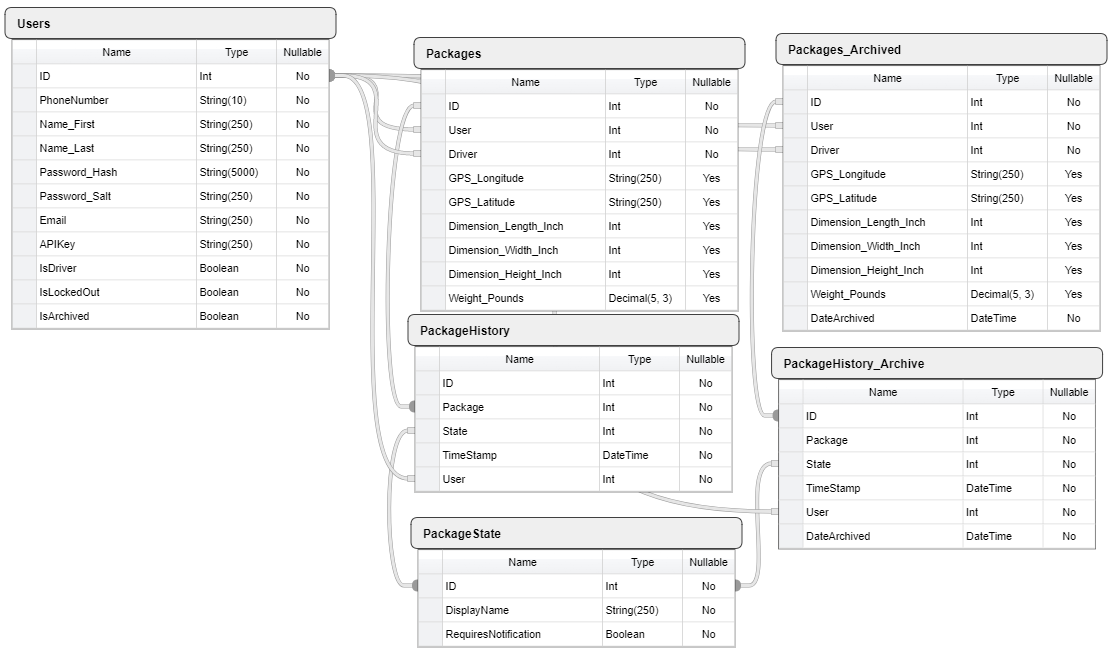 Users
Name Type Nullable
ID Int No
PhoneNumber String(10) No
Name_First String(250) No
Name_Last String(250) No
Password_Hash String(5000) No
Password_Salt String(250) No
Email String(250) No
APIKey String(250) No
IsDriver Boolean No
IsLockedOut Boolean No
IsArchived Boolean No
Packages
Name Type Nullable
ID Int No
User Int No
Driver Int No
GPS_Longitude String(250) Yes
GPS_Latitude String(250) Yes
Dimension_Length_Inch Int Yes
Dimension_Width_Inch Int Yes
Dimension_Height_Inch Int Yes
Weight_Pounds Decimal(5, 3) Yes
PackageHistory
Name Type Nullable
ID Int No
Package Int No
State Int No
TimeStamp DateTime No
User Int No
PackageState
Name Type Nullable
ID Int No
DisplayName String(250) No
RequiresNotification Boolean No
Packages_Archived
Name Type Nullable
ID Int No
User Int No
Driver Int No
GPS_Longitude String(250) Yes
GPS_Latitude String(250) Yes
Dimension_Length_Inch Int Yes
Dimension_Width_Inch Int Yes
Dimension_Height_Inch Int Yes
Weight_Pounds Decimal(5, 3) Yes
DateArchived DateTime No
PackageHistory_Archive
Name Type Nullable
ID Int No
Package Int No
State Int No
TimeStamp DateTime No
User Int No
DateArchived DateTime No